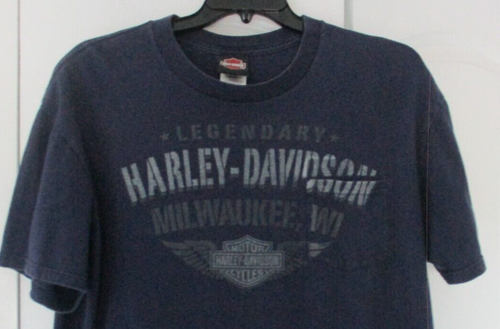 ★ LEGENDARY ★
HARLEY-DAVIDSON
MILWAUKEE, WI
MOTOR
HARLEY-DAVIDSON
CYCLES